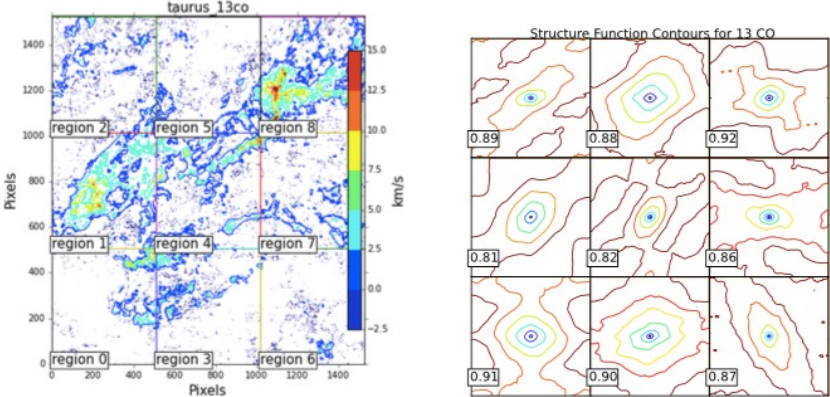 taurus_13co
1400
1200
1000
800
600
400
200
0
Pixels
region 2
region 5
region 8
region 1
region 4
region 7
region 0
region 3
region 6
0
200
400
600
800
1000
1200
1400
Pixels
15.0
12.5
10.0
7.5
5.0
2.5
0.0
−2.5
km/s
Structure Function Contours for 13 CO
0.89
0.88
0.92
0.81
0.82
0.86
0.91
0.90
0.87